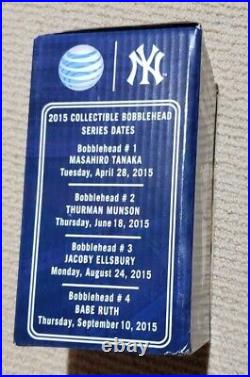 AT&T
NY
2015 COLLECTIBLE BOBBLEHEAD
SERIES DATES
Bobblehead # 1
MASAHIRO TANAKA
Tuesday, April 28, 2015
Bobblehead # 2
THURMAN MUNSON
Thursday, June 18, 2015
Bobblehead # 3
JACOBY ELLSBURY
Monday, August 24, 2015
Bobblehead # 4
BABE RUTH
Thursday, September 10, 2015